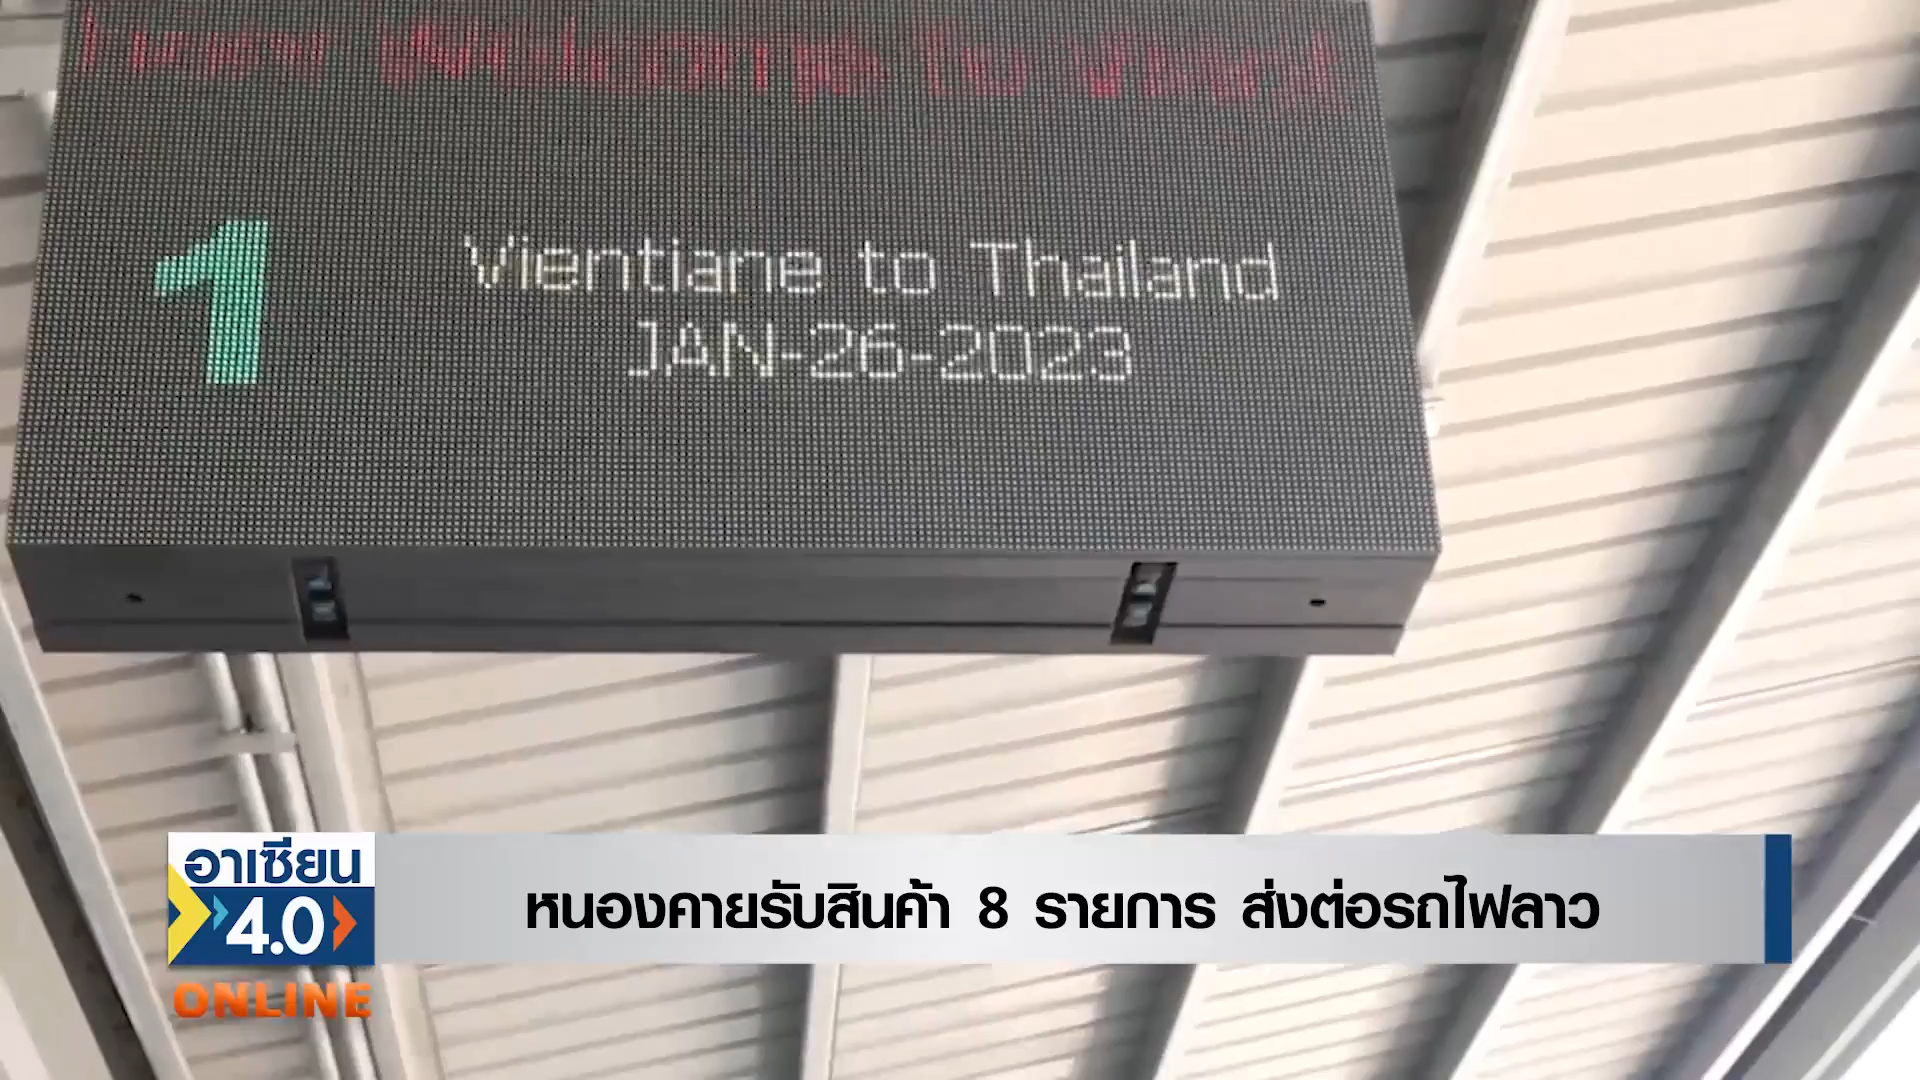 Welcome to
1
Vientiane to Thailand
JAN-26-2023
อาเซียน
4.0
ONLINE
หนองคายรับสินค้า 8 รายการ ส่งต่อรถไฟลาว